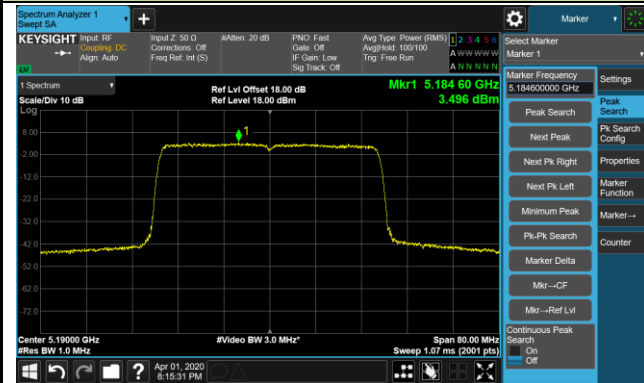 Spectrum Analyzer 1
Swept SA
+
Marker
KEYSIGHT
Input: RF
Coupling: DC
Align: Auto
Input Z: 50 Ω
Corrections: Off
Freq Ref: Int (S)
#Atten: 20 dB
PNO: Fast
Gate: Off
IF Gain: Low
Sig Track: Off
Avg Type: Power (RMS)
Avg|Hold: 100/100
Trig: Free Run
1 2 3 4 5 6
A W W W W W
A N N N N N
Select Marker
Marker 1
1 Spectrum
Scale/Div 10 dB
Log
Ref Lvl Offset 18.00 dB
Ref Level 18.00 dBm
Mkr1 5.184 60 GHz
3.496 dBm
8.00
-2.00
-12.0
-22.0
-32.0
-42.0
-52.0
-62.0
-72.0
1
Center 5.19000 GHz
#Res BW 1.0 MHz
#Video BW 3.0 MHz*
Span 80.00 MHz
Sweep 1.07 ms (2001 pts)
Marker Frequency
5.184600000 GHz
Peak Search
Next Peak
Next Pk Right
Next Pk Left
Minimum Peak
Pk-Pk Search
Marker Delta
Mkr→CF
Mkr→Ref Lvl
Continuous Peak
Search
On
Off
Settings
Peak
Search
Pk Search
Config
Properties
Marker
Function
Marker→
Counter
?
Apr 01, 2020
8:15:31 PM